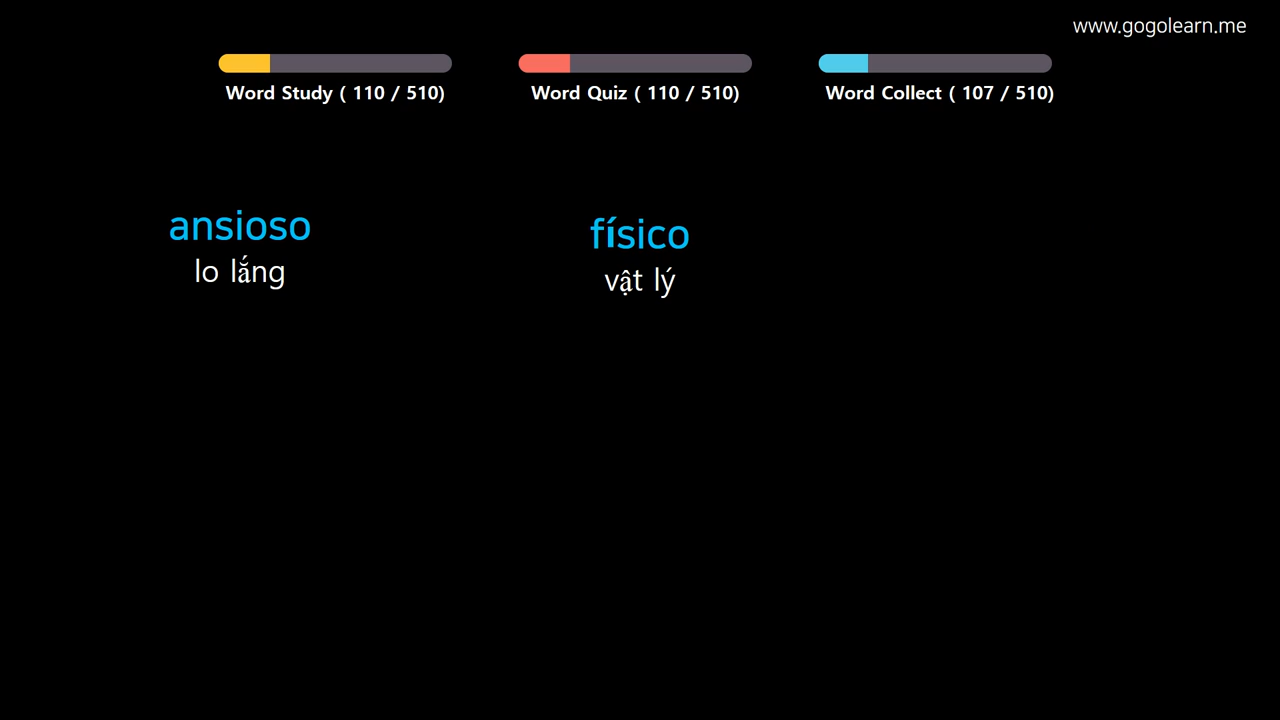 www.gogolearn.me
Word Study ( 110 / 510)
Word Quiz ( 110 / 510)
Word Collect ( 107 / 510)
ansioso
lo lắng
físico
vật lý